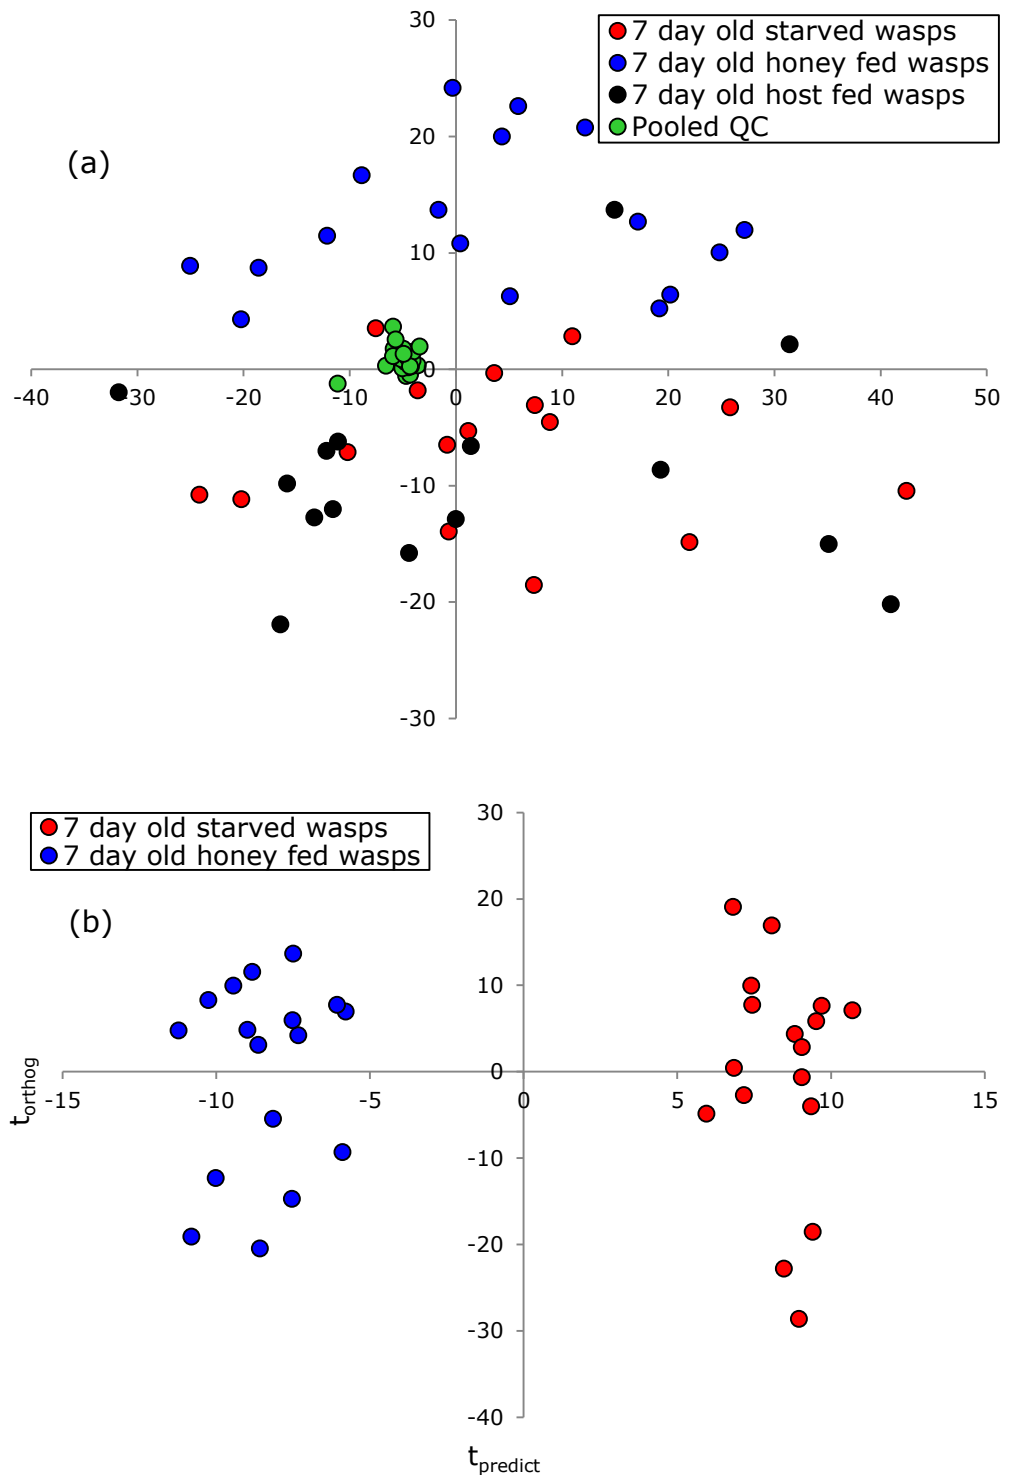 30
7 day old starved wasps
7 day old honey fed wasps
7 day old host fed wasps
Pooled QC
20
(a)
10
0
-40 -30 -20 -10 0 10 20 30 40 50
-10
-20
-30
30
7 day old starved wasps
7 day old honey fed wasps
(b)
20
10
0
-15 -10 -5 0 5 10 15
torthog
-10
-20
-30
-40
tpredict